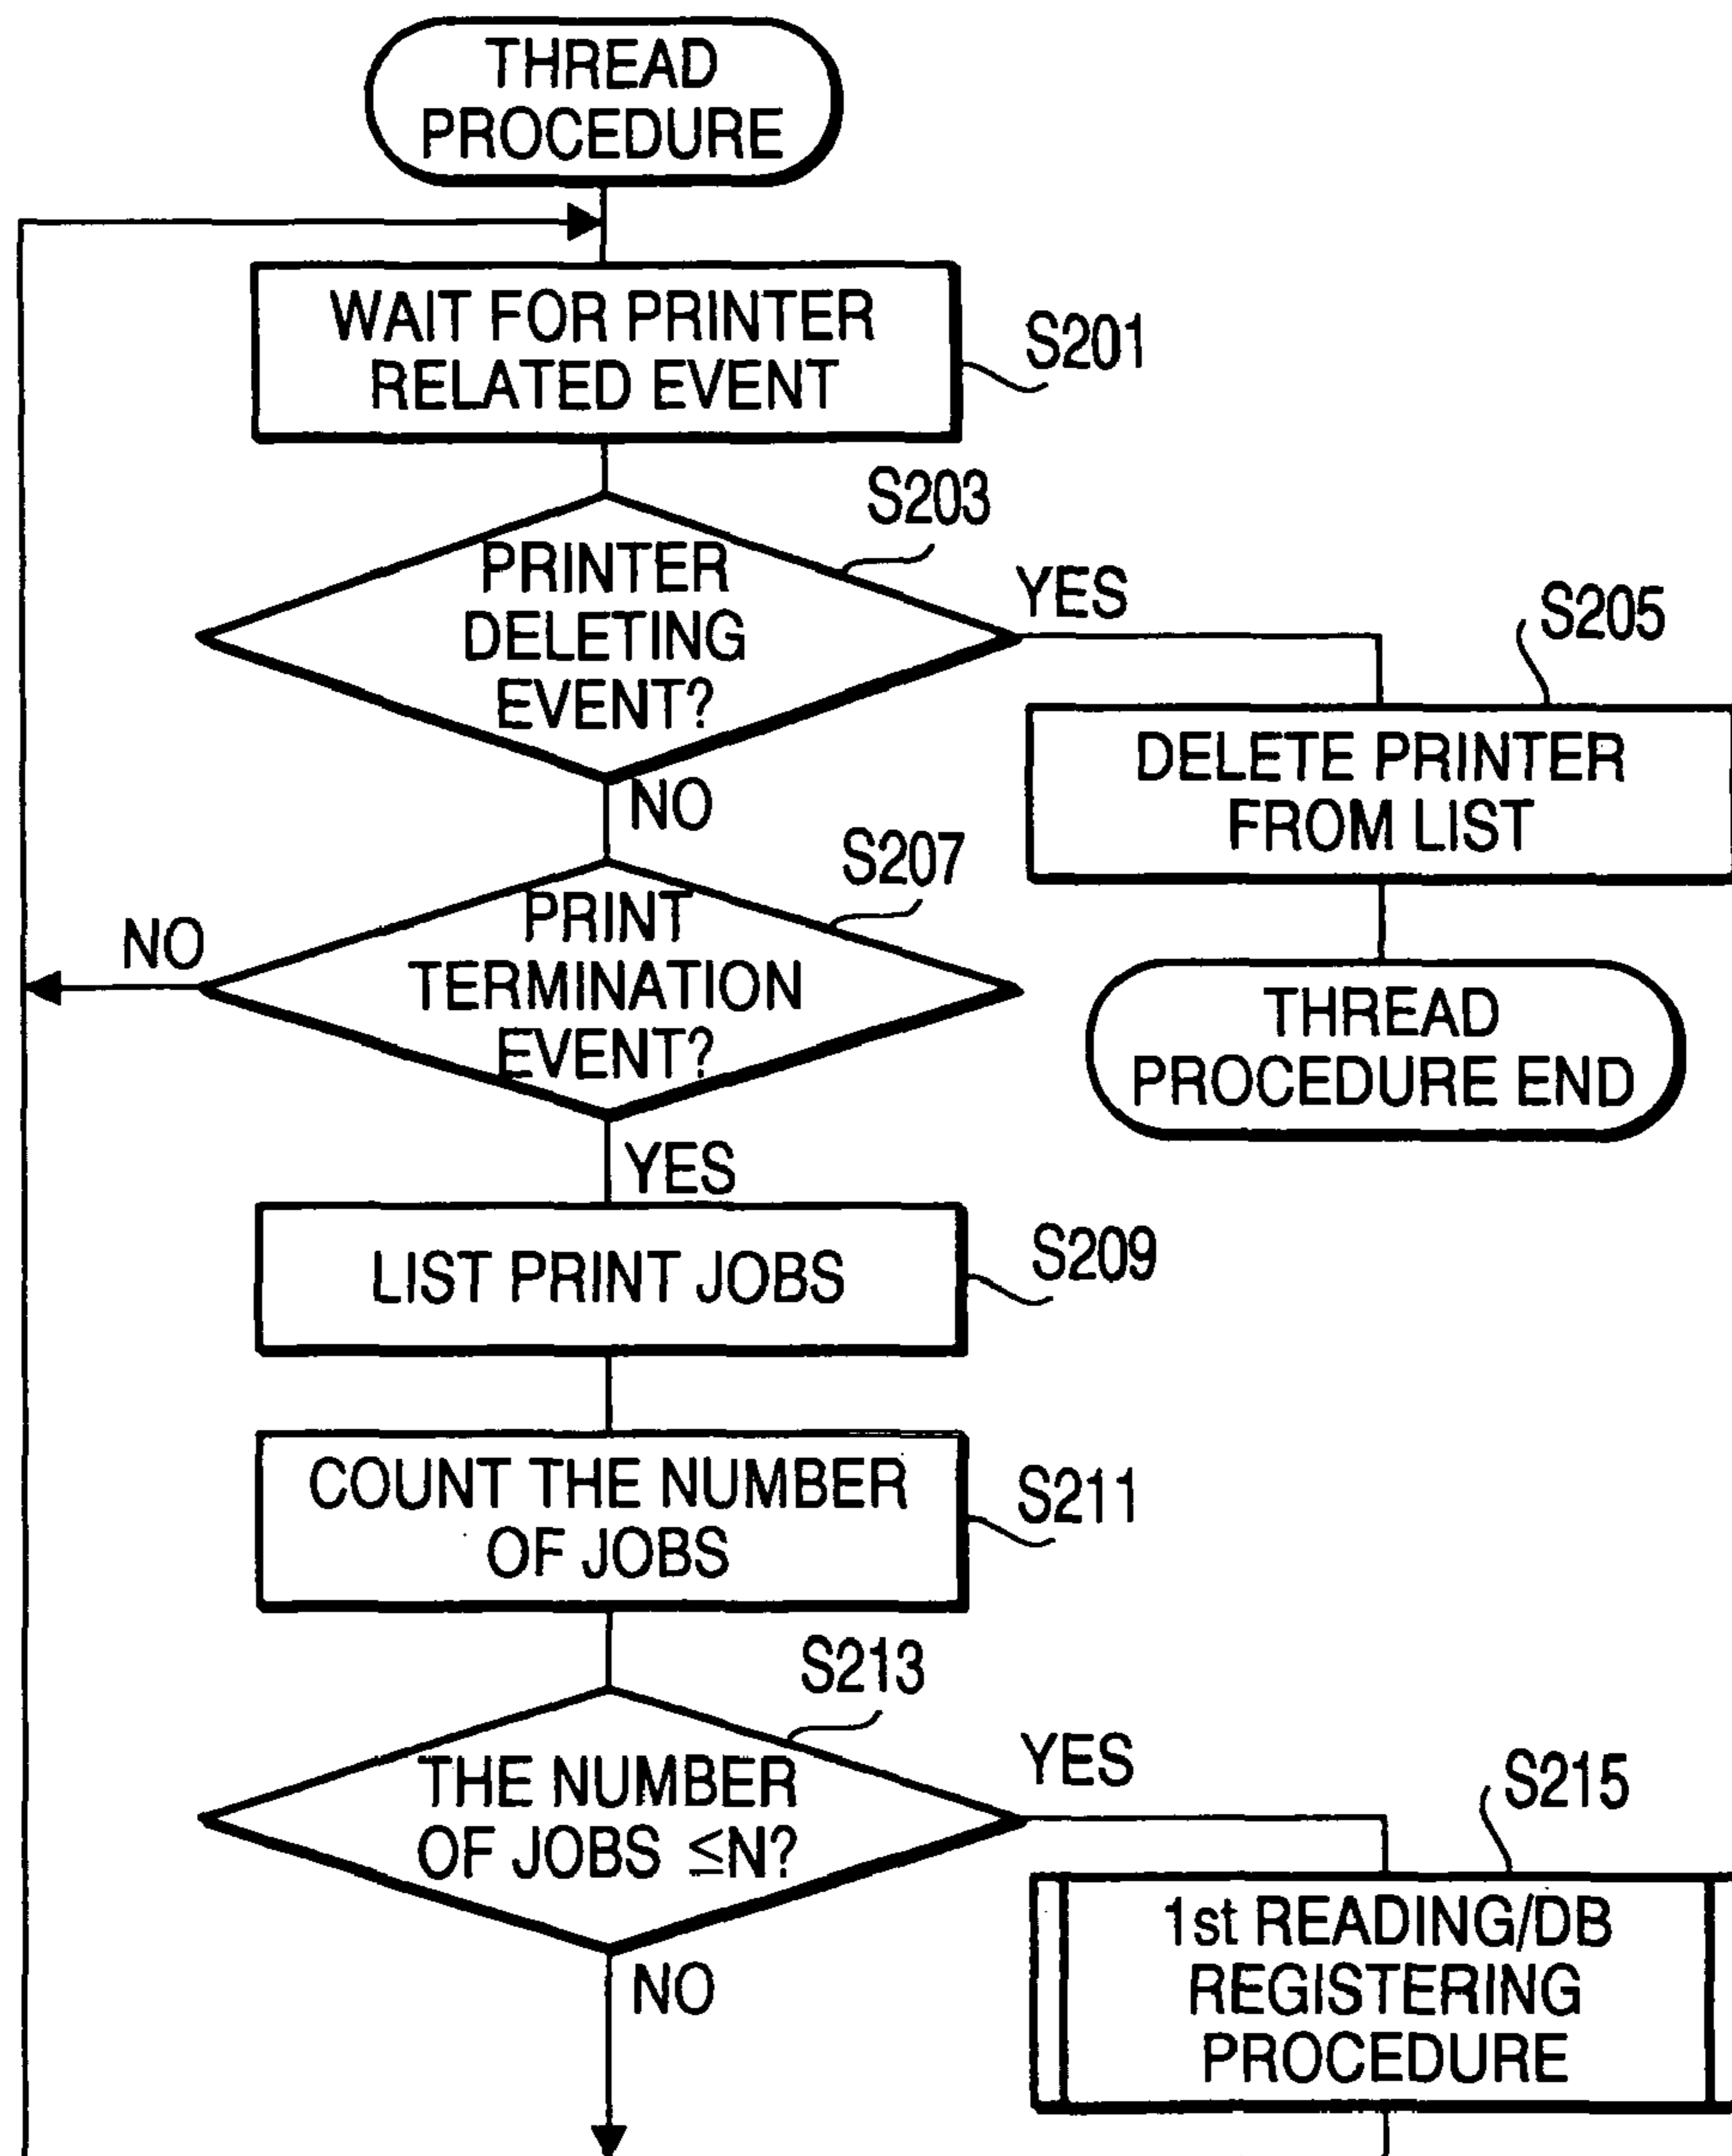 THREAD
PROCEDURE
WAIT FOR PRINTER
RELATED EVENT
S201
S203
PRINTER
DELETING
EVENT?
YES
NO
S205
DELETE PRINTER
FROM LIST
THREAD
PROCEDURE END
S207
PRINT
TERMINATION
EVENT?
NO
YES
LIST PRINT JOBS
S209
COUNT THE NUMBER
OF JOBS
S211
S213
THE NUMBER
OF JOBS ≤N?
YES
NO
S215
1st READING/DB
REGISTERING
PROCEDURE